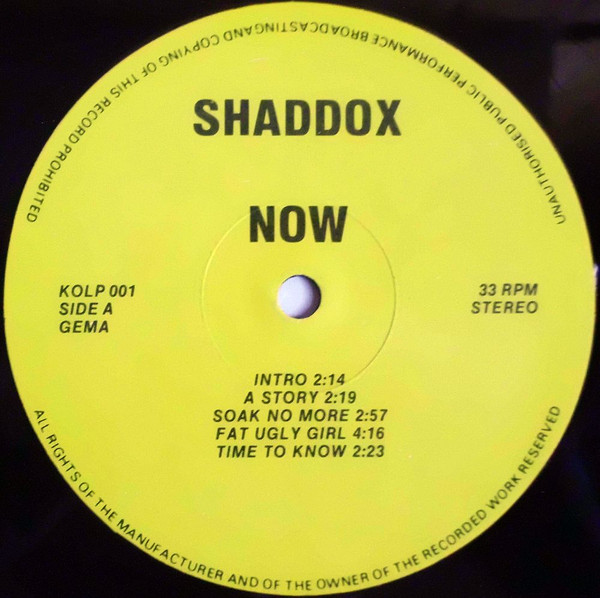 UNAUTHORISED PUBLIC PERFORMANCE BROADCASTINGAND COPYING OF THIS RECORD PROHIBITED
SHADDOX
NOW
KOLP 001
SIDE A
GEMA
33 RPM
STEREO
INTRO 2:14
A STORY 2:19
SOAK NO MORE 2:57
FAT UGLY GIRL 4:16
TIME TO KNOW 2:23
ALL RIGHTS OF THE MANUFACTURER AND OF THE OWNER OF THE RECORDED WORK RESERVED